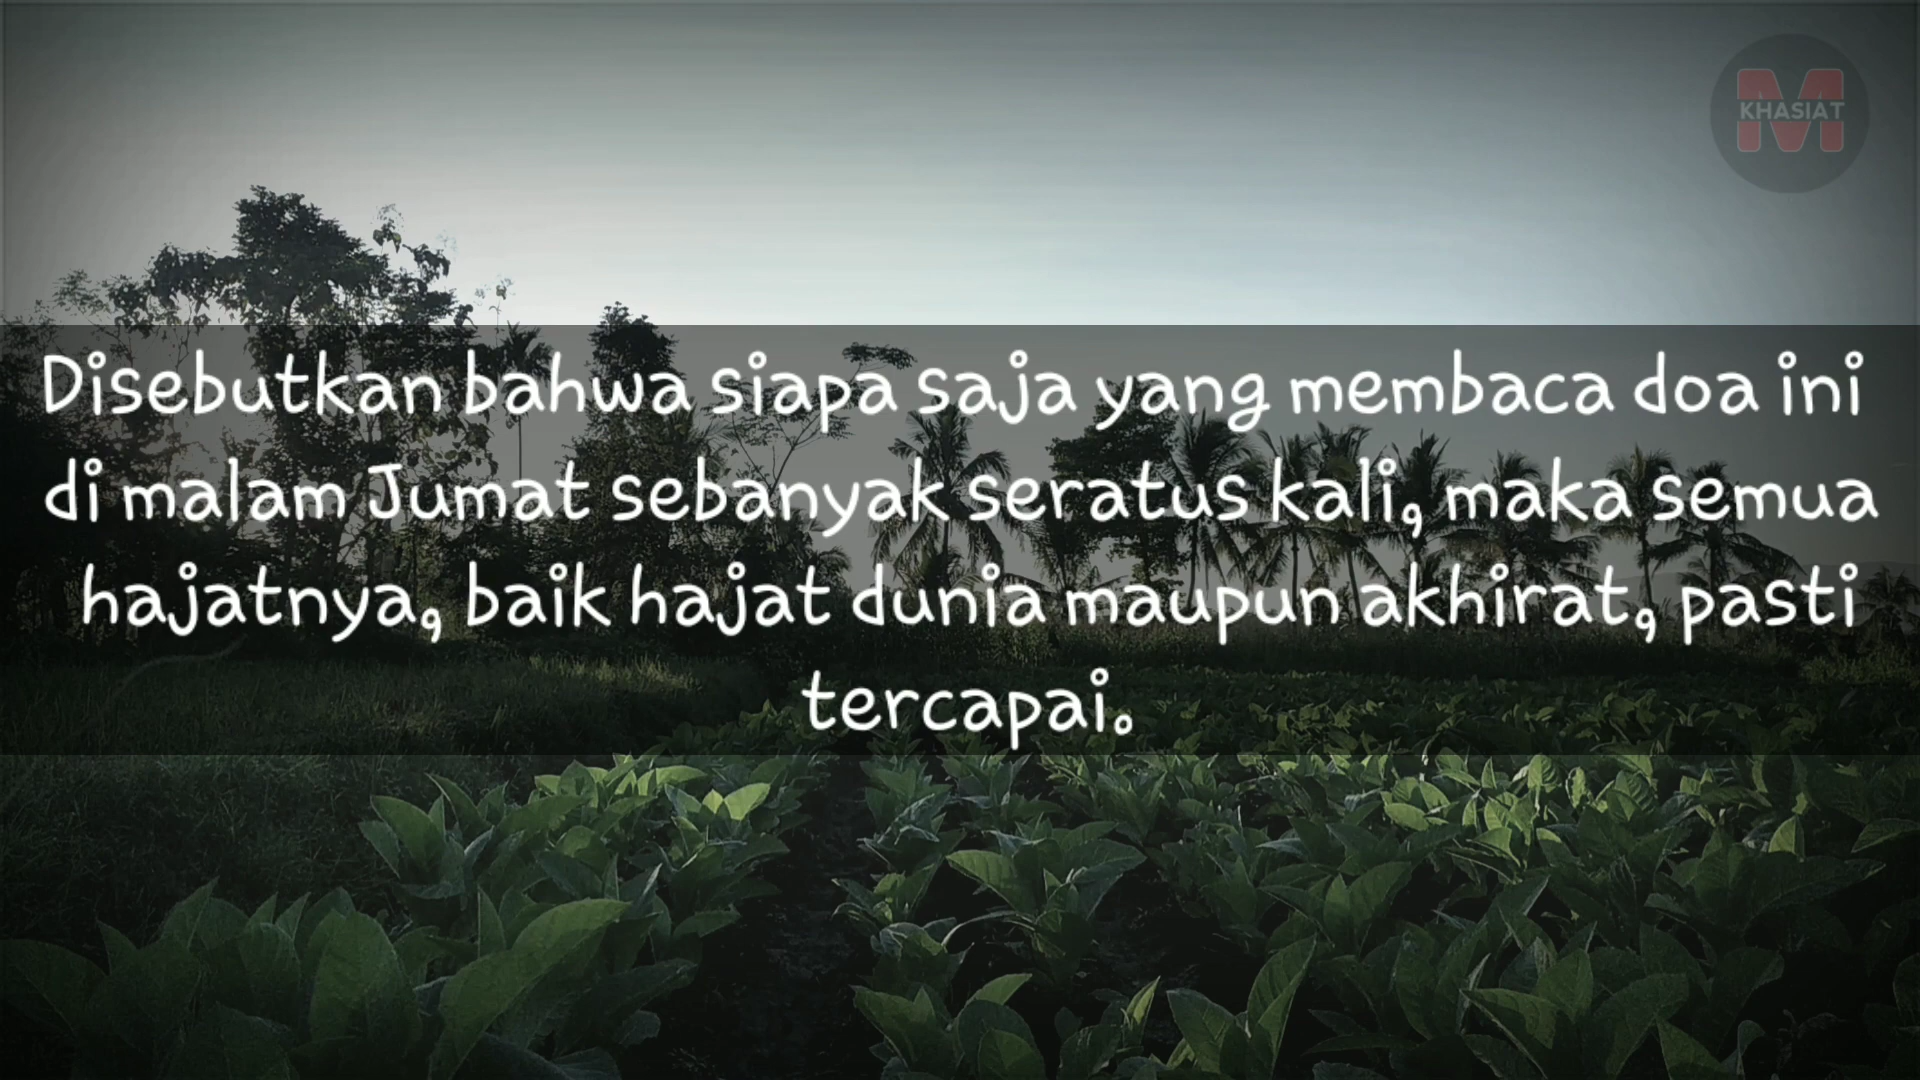 M
KHASIAT
Disebutkan bahwa siapa saja yang membaca doa ini
di malam Jumat sebanyak seratus kali, maka semua
hajatnya, baik hajat dunia maupun akhirat, pasti
tercapai.